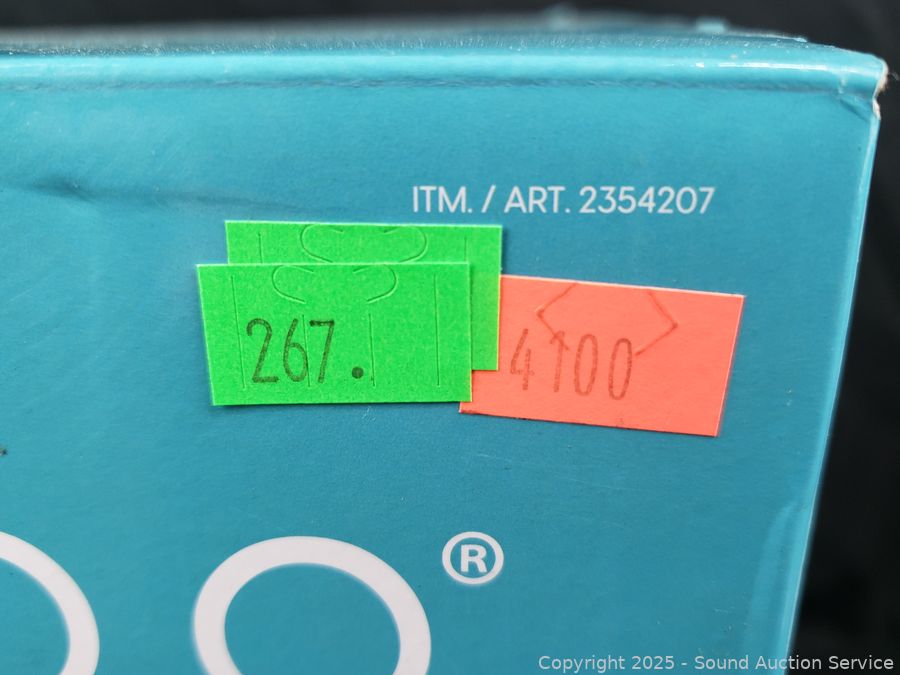 ITM. / ART. 2354207
267.
4100
®
Copyright 2025 - Sound Auction Service